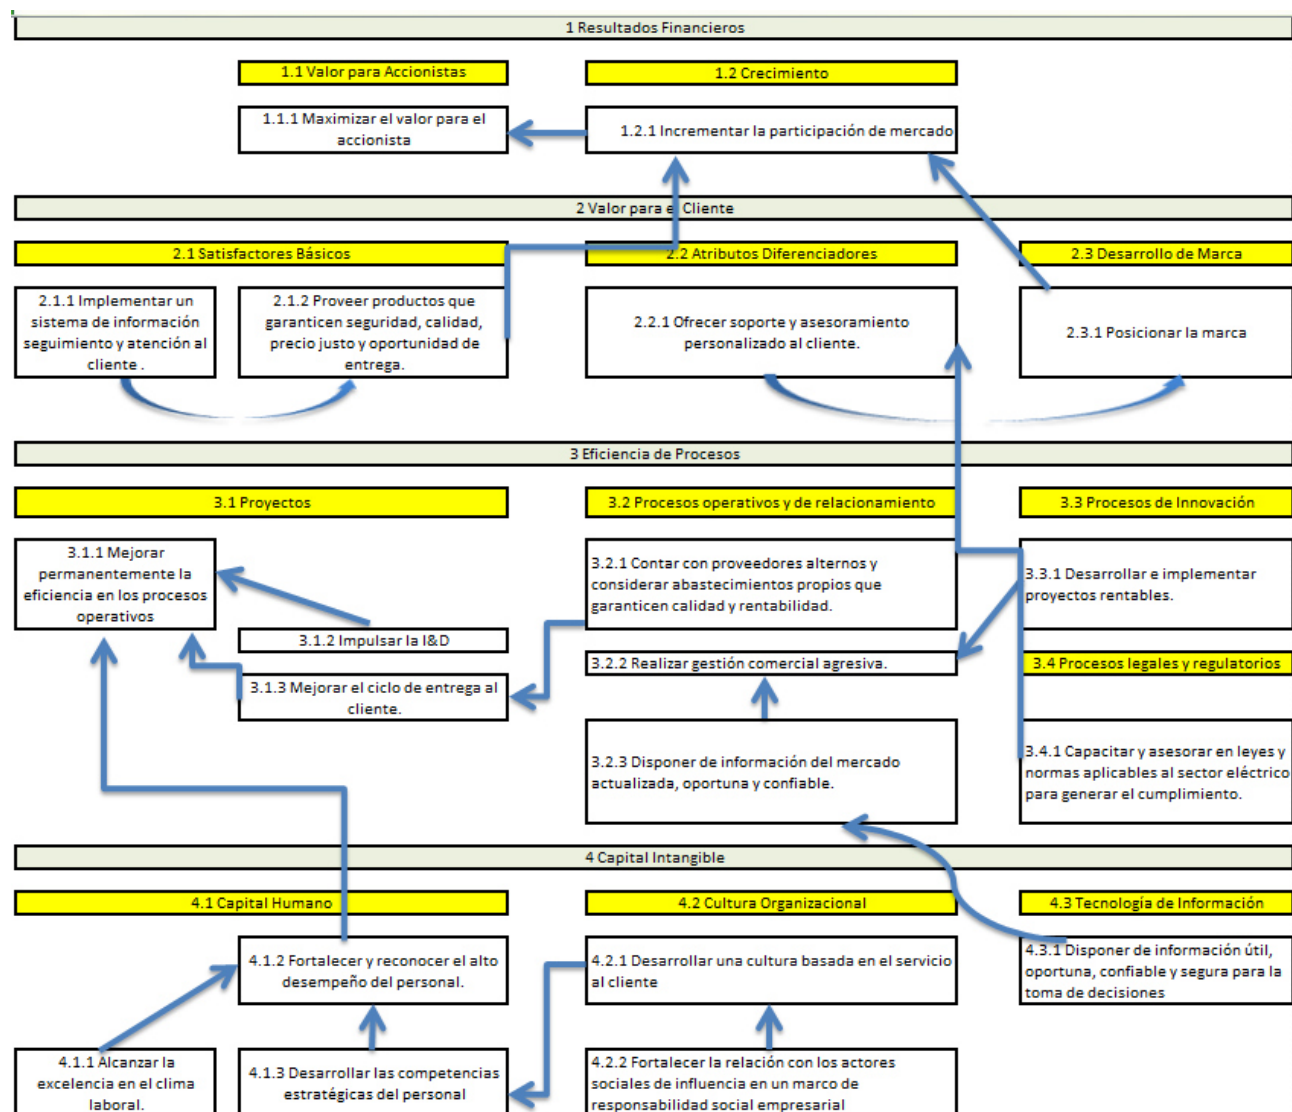 1 Resultados Financieros
1.1 Valor para Accionistas
1.2 Crecimiento
1.1.1 Maximizar el valor para el
accionista
1.2.1 Incrementar la participación de mercado
2 Valor para el Cliente
2.1 Satisfactores Básicos
2.2 Atributos Diferenciadores
2.3 Desarrollo de Marca
2.1.1 Implementar un
sistema de información
seguimiento y atención al
cliente .
2.1.2 Proveer productos que
garanticen seguridad, calidad,
precio justo y oportunidad de
entrega.
2.2.1 Ofrecer soporte y asesoramiento
personalizado al cliente.
2.3.1 Posicionar la marca
3 Eficiencia de Procesos
3.1 Proyectos
3.2 Procesos operativos y de relacionamiento
3.3 Procesos de Innovación
3.1.1 Mejorar
permanentemente la
eficiencia en los procesos
operativos
3.1.2 Impulsar la I&D
3.1.3 Mejorar el ciclo de entrega al
cliente.
3.2.1 Contar con proveedores alternos y
considerar abastecimientos propios que
garanticen calidad y rentabilidad.
3.2.2 Realizar gestión comercial agresiva.
3.2.3 Disponer de información del mercado
actualizada, oportuna y confiable.
3.3.1 Desarrollar e implementar
proyectos rentables.
3.4 Procesos legales y regulatorios
3.4.1 Capacitar y asesorar en leyes y
normas aplicables al sector eléctrico
para generar el cumplimiento.
4 Capital Intangible
4.1 Capital Humano
4.2 Cultura Organizacional
4.3 Tecnología de Información
4.1.2 Fortalecer y reconocer el alto
desempeño del personal.
4.2.1 Desarrollar una cultura basada en el servicio
al cliente
4.3.1 Disponer de información útil,
oportuna, confiable y segura para la
toma de decisiones
4.1.1 Alcanzar la
excelencia en el clima
laboral.
4.1.3 Desarrollar las competencias
estratégicas del personal
4.2.2 Fortalecer la relación con los actores
sociales de influencia en un marco de
responsabilidad social empresarial